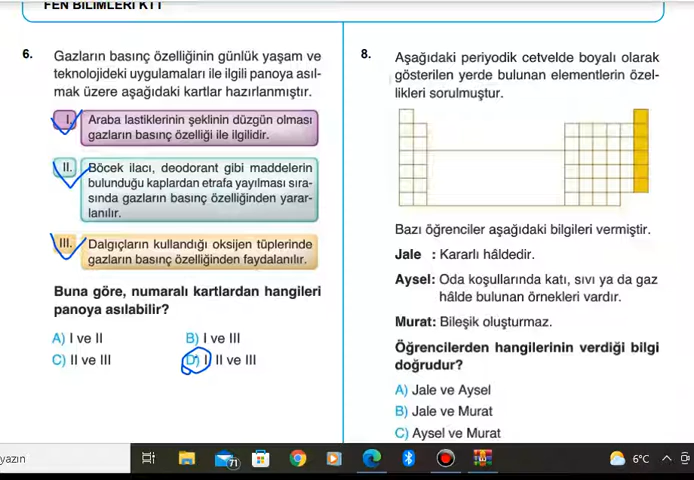 FEN BİLİMLERİ KTT
6. Gazların basınç özelliğinin günlük yaşam ve
teknolojideki uygulamaları ile ilgili panoya asıl-
mak üzere aşağıdaki kartlar hazırlanmıştır.
I. Araba lastiklerinin şeklinin düzgün olması
gazların basınç özelliği ile ilgilidir.
II. Böcek ilacı, deodorant gibi maddelerin
bulunduğu kaplardan etrafa yayılması sıra-
sında gazların basınç özelliğinden yarar-
lanılır.
III. Dalgıçların kullandığı oksijen tüplerinde
gazların basınç özelliğinden faydalanılır.
Buna göre, numaralı kartlardan hangileri
panoya asılabilir?
A) I ve II B) I ve III
C) II ve III D) I, II ve III
8. Aşağıdaki periyodik cetvelde boyalı olarak
gösterilen yerde bulunan elementlerin özel-
likleri sorulmuştur.
Bazı öğrenciler aşağıdaki bilgileri vermiştir.
Jale : Kararlı hâldedir.
Aysel: Oda koşullarında katı, sıvı ya da gaz
hâlde bulunan örnekleri vardır.
Murat: Bileşik oluşturmaz.
Öğrencilerden hangilerinin verdiği bilgi
doğrudur?
A) Jale ve Aysel
B) Jale ve Murat
C) Aysel ve Murat
yazın
71
6°C